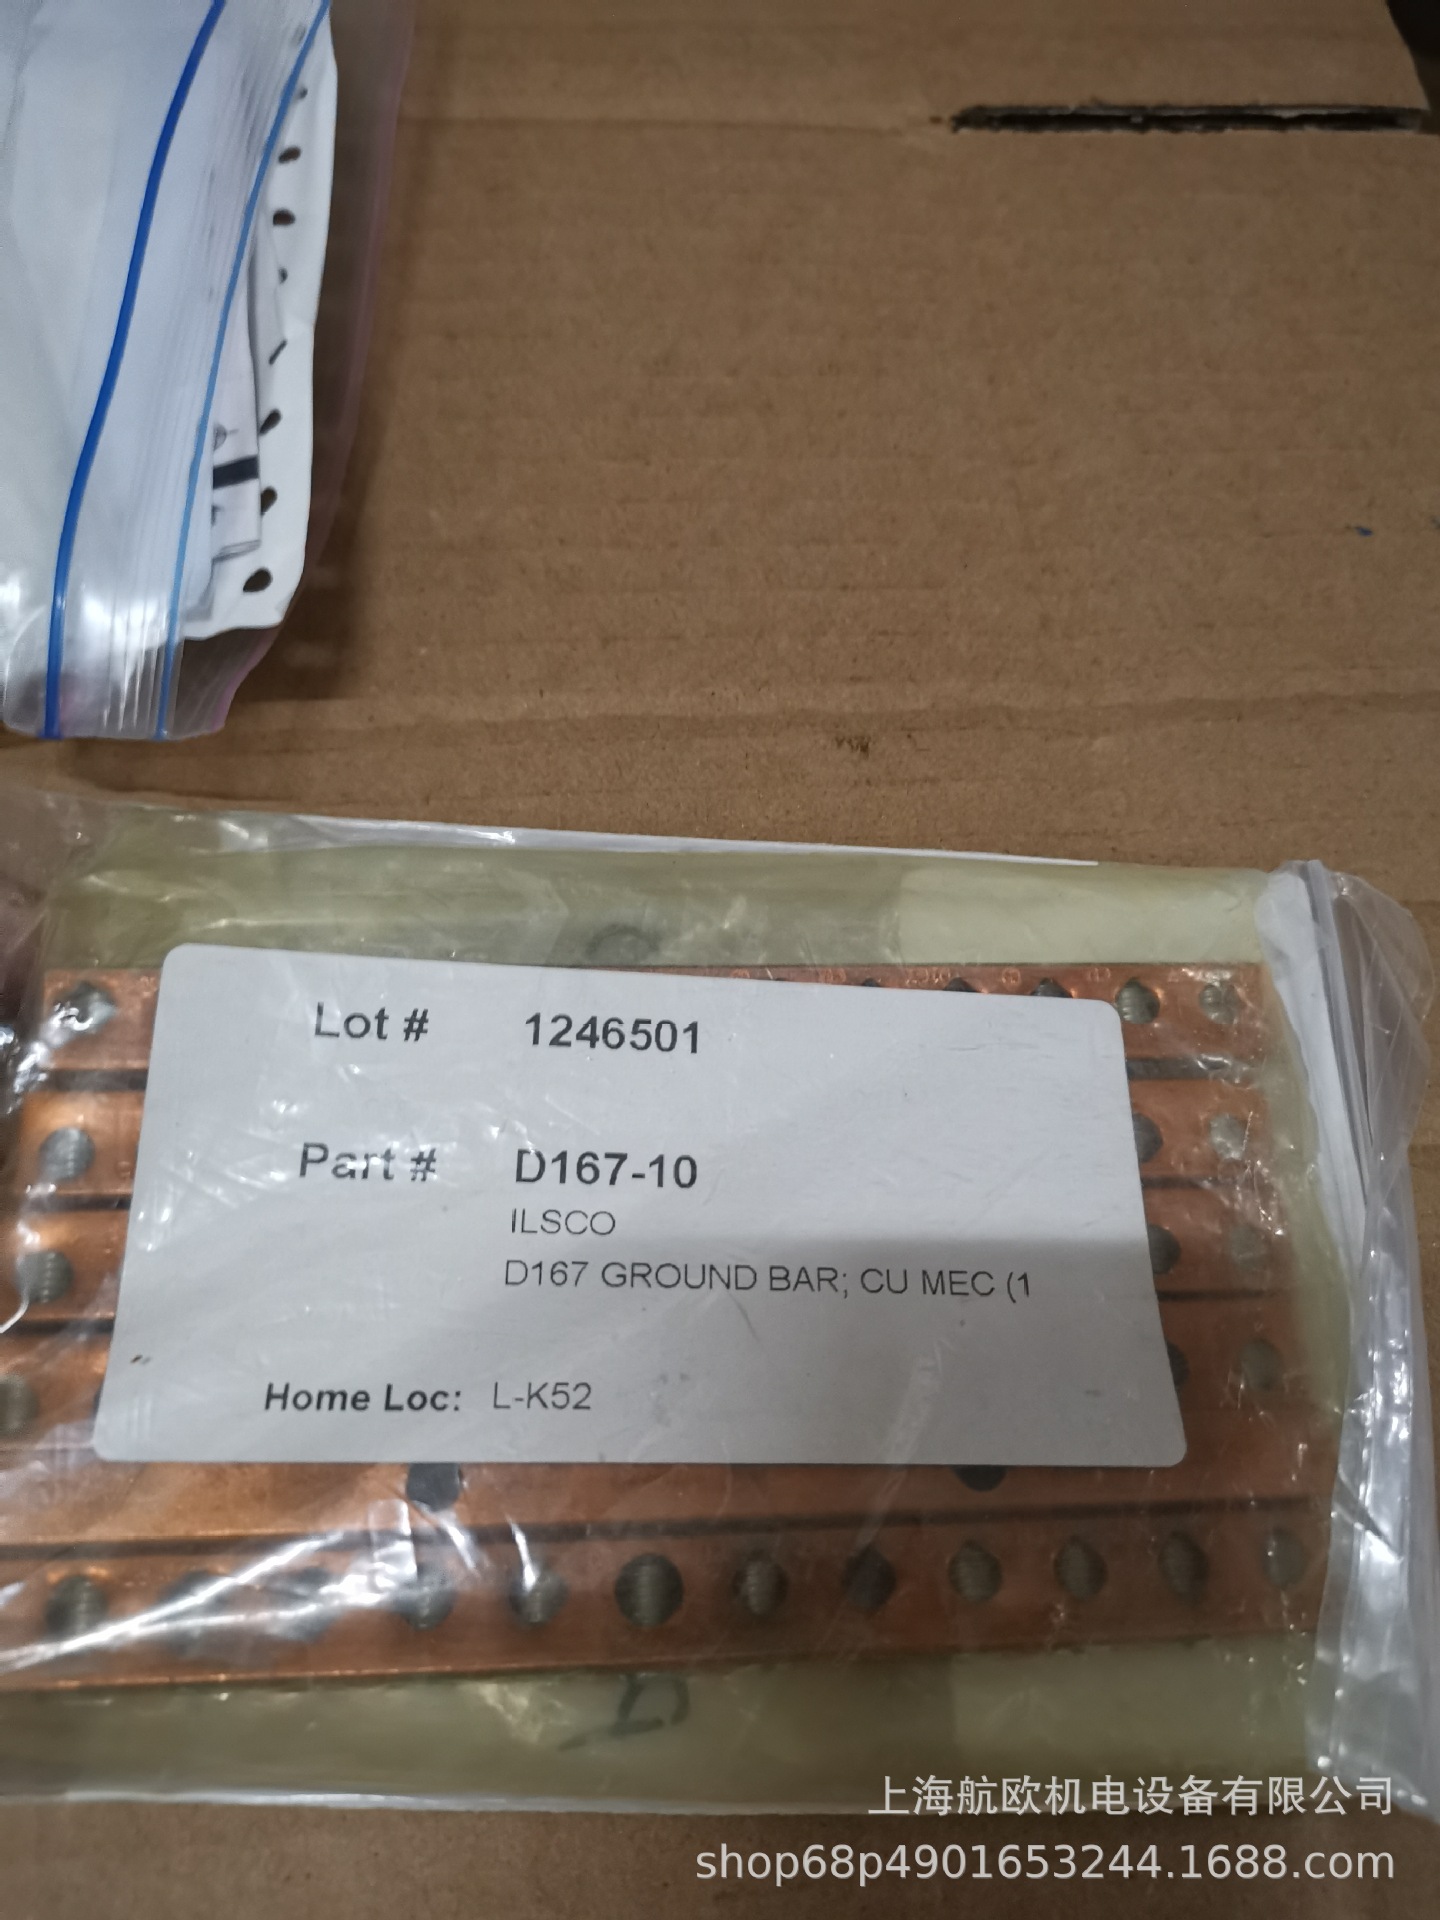 Lot # 1246501
Part # D167-10
ILSCO
D167 GROUND BAR; CU MEC (1
Home Loc: L-K52
上海航欧机电设备有限公司
shop68p4901653244.1688.com